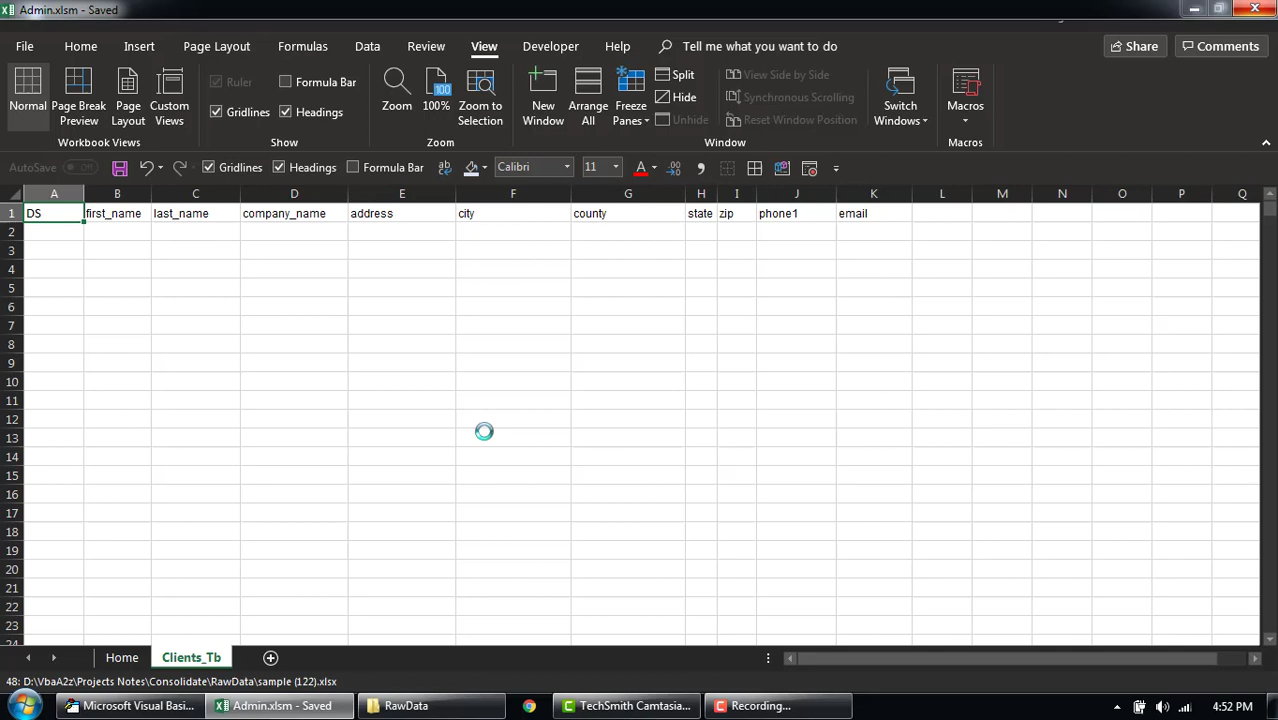 Admin.xlsm - Saved
File Home Insert Page Layout Formulas Data Review View Developer Help Tell me what you want to do Share Comments
Normal Page Break Preview Page Layout Custom Views Ruler Formula Bar Gridlines Headings Zoom 100% 100 Zoom to Selection New Window Arrange All Freeze Panes Split Hide Unhide View Side by Side Synchronous Scrolling Reset Window Position Switch Windows Macros
Workbook Views Show Zoom Window Macros
AutoSave Off Gridlines Headings Formula Bar ab Calibri 11 A .00 .0
A B C D E F G H I J K L M N O P Q
1 DS first_name last_name company_name address city county state zip phone1 email
2
3
4
5
6
7
8
9
10
11
12
13
14
15
16
17
18
19
20
21
22
23
24
Home Clients_Tb
48: D:\VbaA2z\Projects Notes\Consolidate\RawData\sample (122).xlsx
Microsoft Visual Basi... Admin.xlsm - Saved RawData TechSmith Camtasia... Recording... 4:52 PM